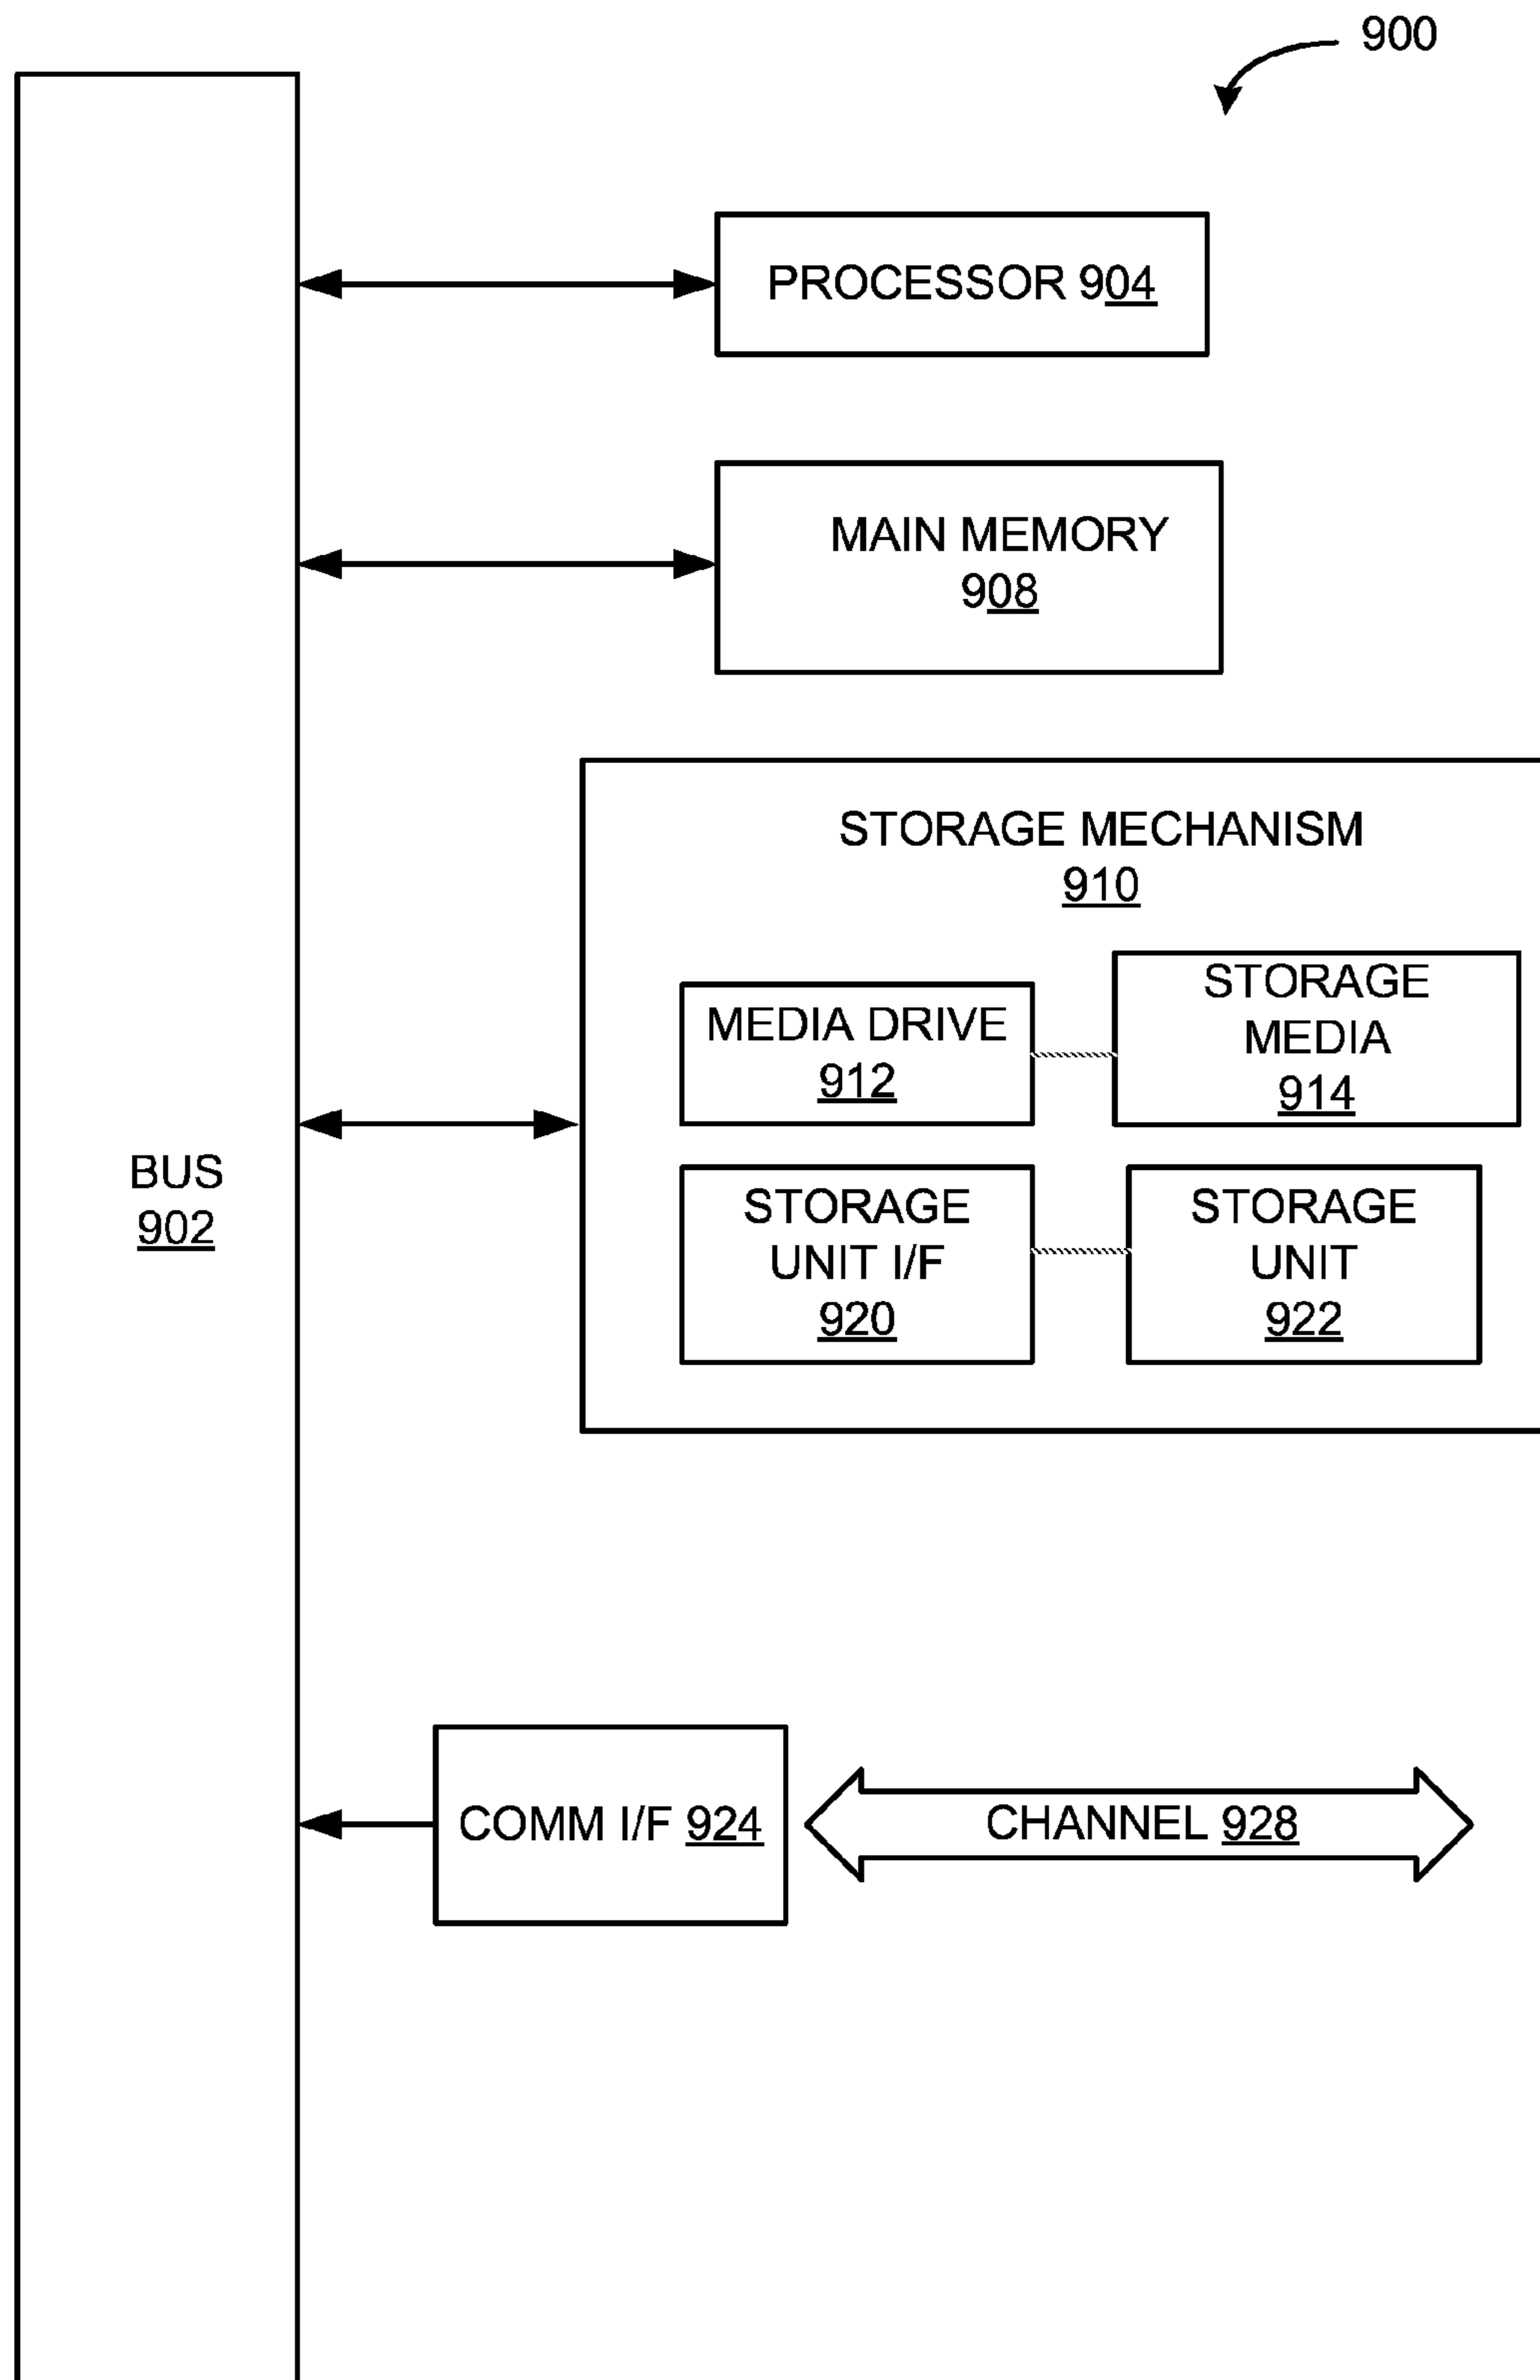 900
PROCESSOR 904
MAIN MEMORY
908
STORAGE MECHANISM
910
MEDIA DRIVE
912
STORAGE
MEDIA
914
BUS
902
STORAGE
UNIT I/F
920
STORAGE
UNIT
922
COMM I/F 924
CHANNEL 928